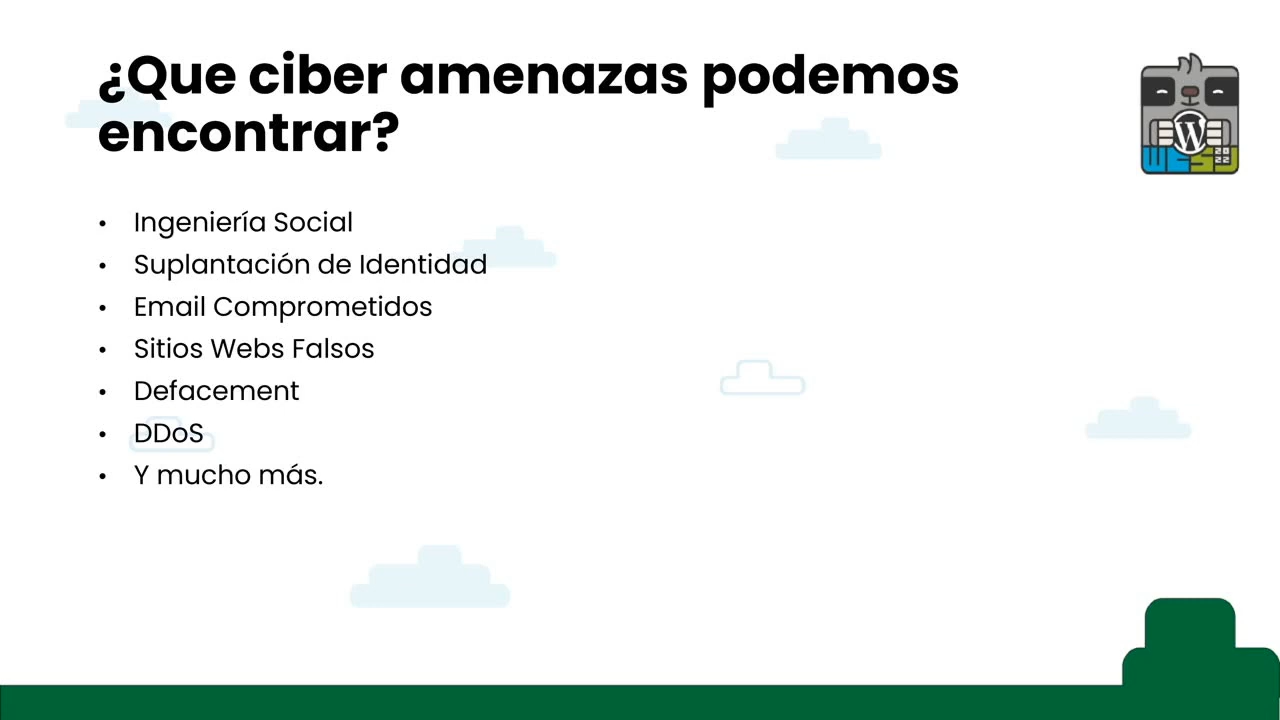 ¿Que ciber amenazas podemos
encontrar?
• Ingeniería Social
• Suplantación de Identidad
• Email Comprometidos
• Sitios Webs Falsos
• Defacement
• DDoS
• Y mucho más.